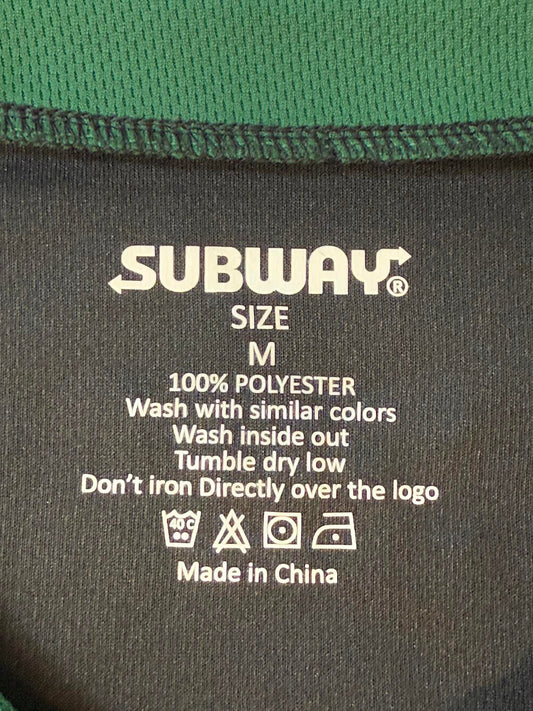 SUBWAY®
SIZE
M
100% POLYESTER
Wash with similar colors
Wash inside out
Tumble dry low
Don't iron Directly over the logo
40 C
Made in China